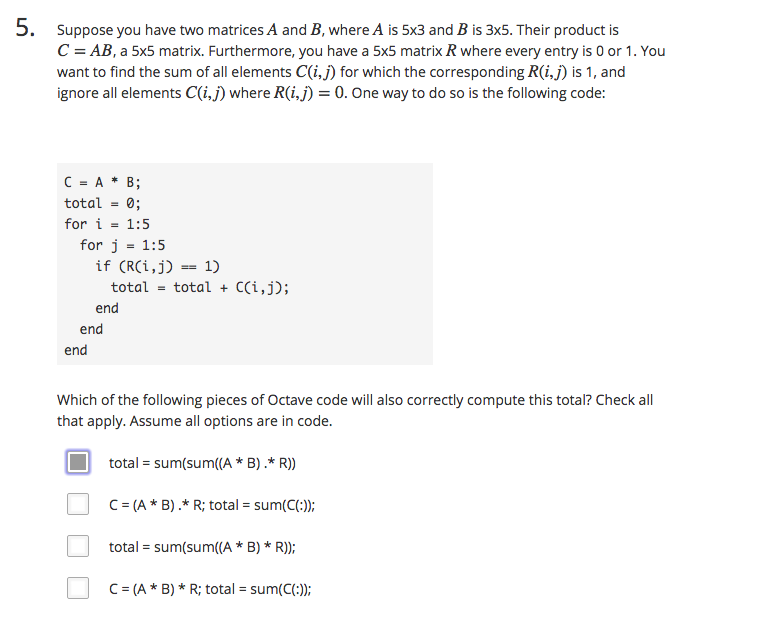 5. Suppose you have two matrices A and B, where A is 5x3 and B is 3x5. Their product is
C = AB, a 5x5 matrix. Furthermore, you have a 5x5 matrix R where every entry is 0 or 1. You
want to find the sum of all elements C(i, j) for which the corresponding R(i, j) is 1, and
ignore all elements C(i, j) where R(i, j) = 0. One way to do so is the following code:
C = A * B;
total = 0;
for i = 1:5
  for j = 1:5
    if (R(i,j) == 1)
      total = total + C(i,j);
    end
  end
end
Which of the following pieces of Octave code will also correctly compute this total? Check all
that apply. Assume all options are in code.
total = sum(sum((A * B) .* R))
C = (A * B) .* R; total = sum(C(:));
total = sum(sum((A * B) * R));
C = (A * B) * R; total = sum(C(:));